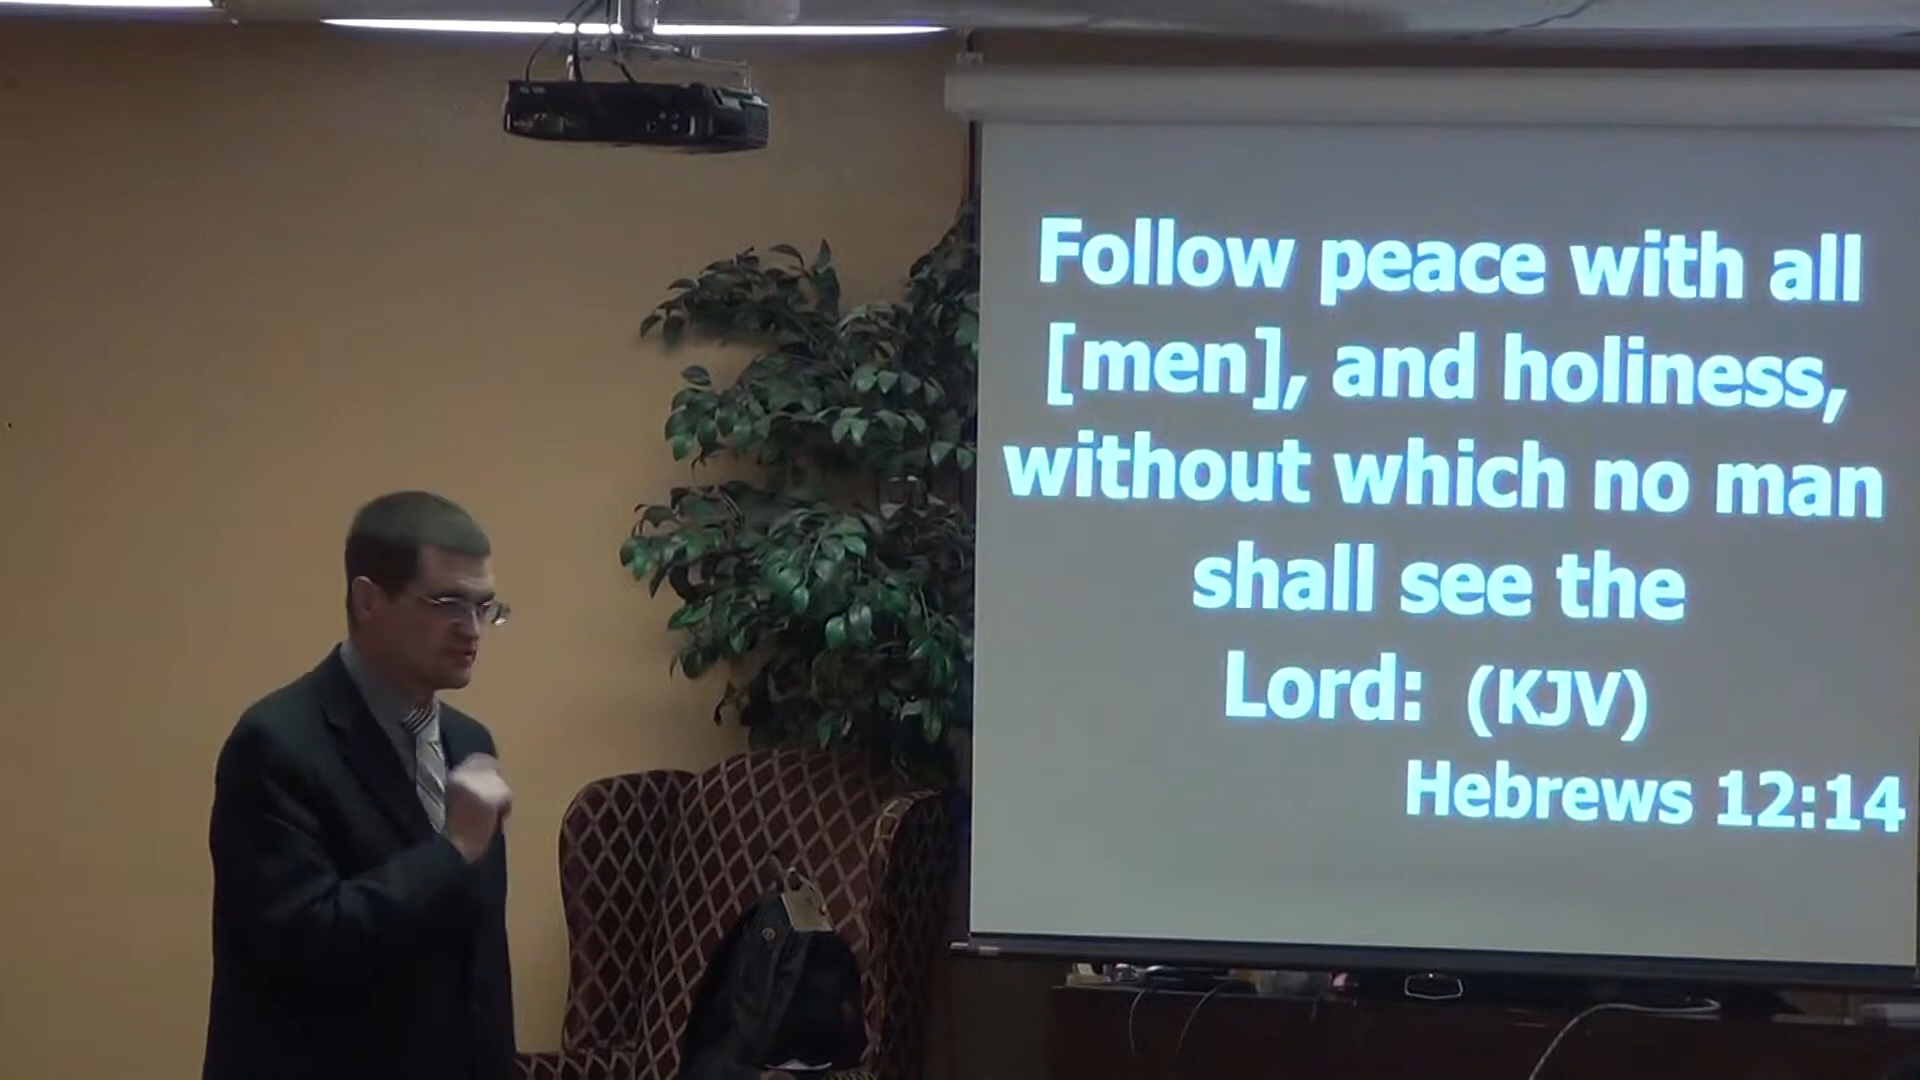 Follow peace with all
[men], and holiness,
without which no man
shall see the
Lord: (KJV)
Hebrews 12:14